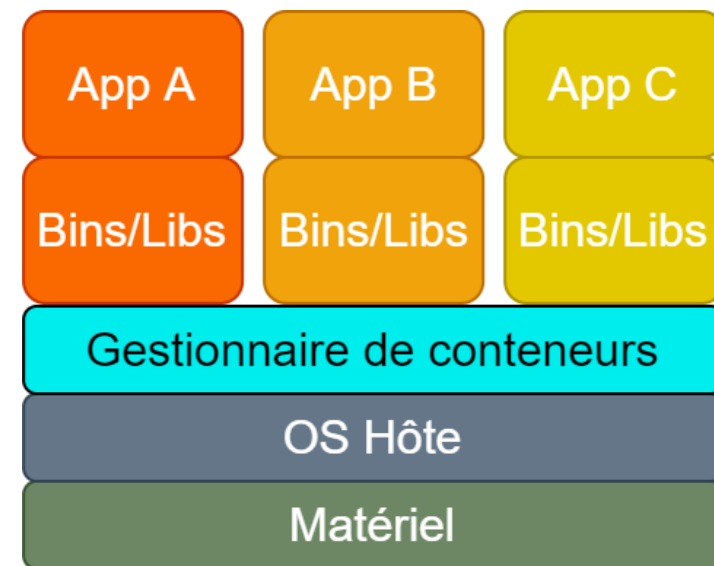 App A App B App C
Bins/Libs Bins/Libs Bins/Libs
Gestionnaire de conteneurs
OS Hôte
Matériel